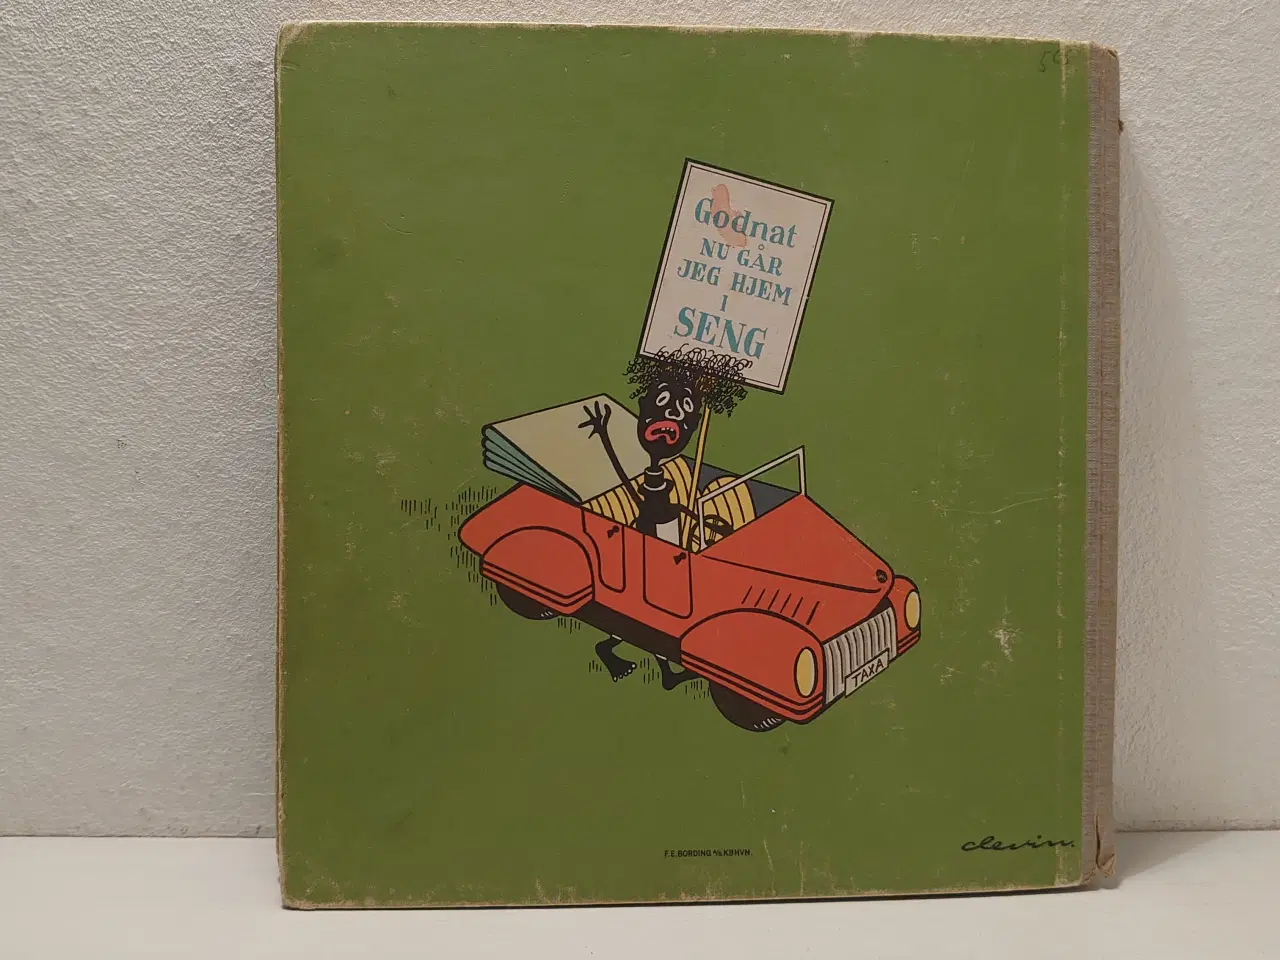 Godnat
NU GÅR
JEG HJEM
I
SENG
TAXA
F.E.BORDING A/S KBHVN.
clevin.